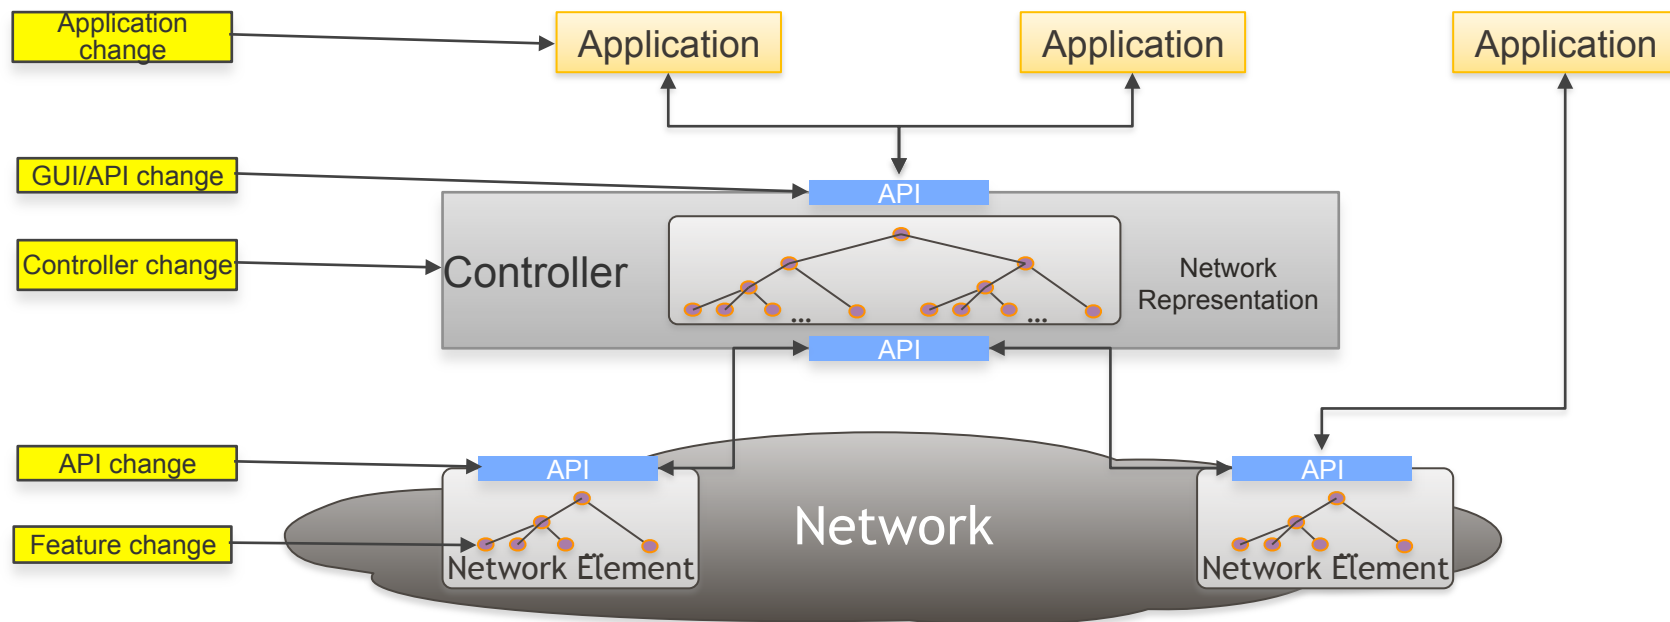 Application
change
Application
Application
Application
GUI/API change
API
Controller change
Controller
Network
Representation
...
...
API
API change
API
API
Network
Feature change
...
...
Network Element
Network Element